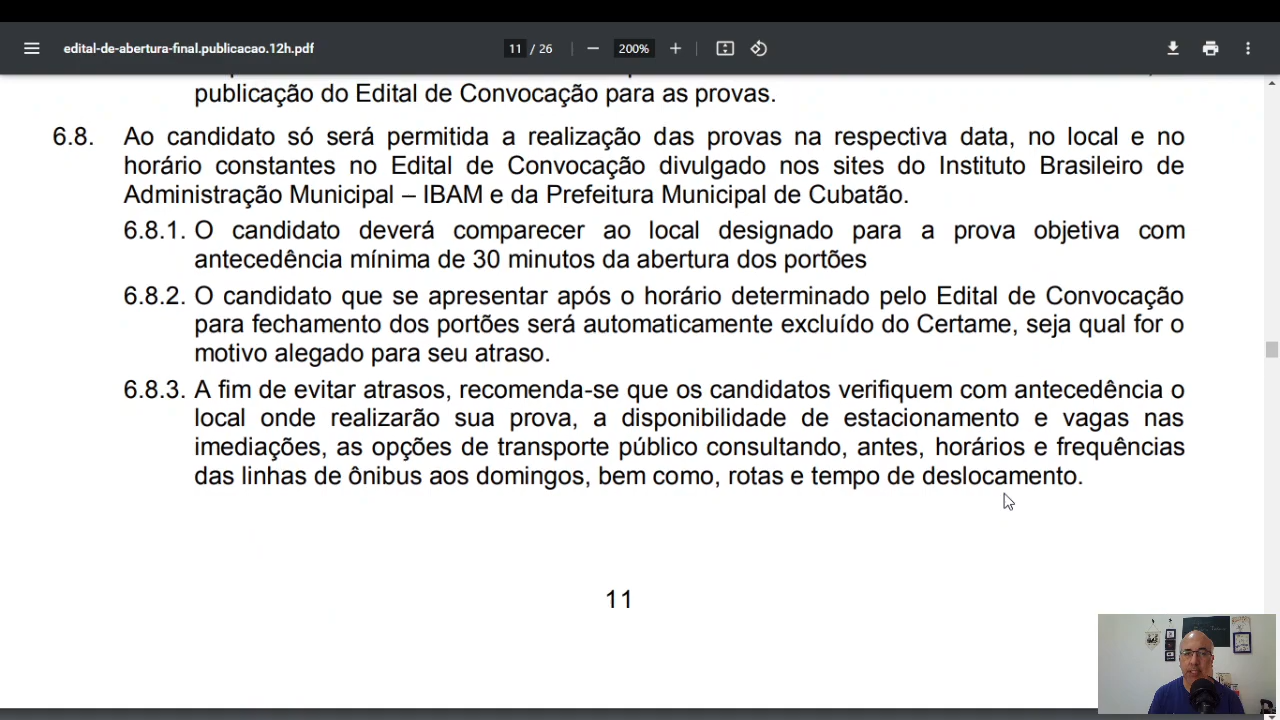 edital-de-abertura-final.publicacao.12h.pdf
11 / 26
200%
publicação do Edital de Convocação para as provas.
6.8. Ao candidato só será permitida a realização das provas na respectiva data, no local e no
horário constantes no Edital de Convocação divulgado nos sites do Instituto Brasileiro de
Administração Municipal – IBAM e da Prefeitura Municipal de Cubatão.
6.8.1. O candidato deverá comparecer ao local designado para a prova objetiva com
antecedência mínima de 30 minutos da abertura dos portões
6.8.2. O candidato que se apresentar após o horário determinado pelo Edital de Convocação
para fechamento dos portões será automaticamente excluído do Certame, seja qual for o
motivo alegado para seu atraso.
6.8.3. A fim de evitar atrasos, recomenda-se que os candidatos verifiquem com antecedência o
local onde realizarão sua prova, a disponibilidade de estacionamento e vagas nas
imediações, as opções de transporte público consultando, antes, horários e frequências
das linhas de ônibus aos domingos, bem como, rotas e tempo de deslocamento.
11